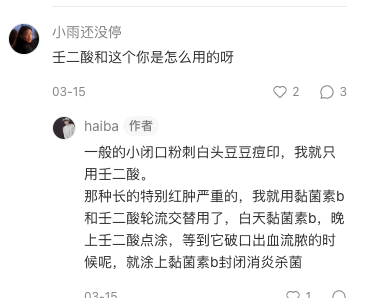 小雨还没停
壬二酸和这个你是怎么用的呀
03-15
2
3
haiba 作者
一般的小闭口粉刺白头豆豆痘印，我就只
用壬二酸。
那种长的特别红肿严重的，我就用黏菌素b
和壬二酸轮流交替用了，白天黏菌素b，晚
上壬二酸点涂，等到它破口出血流脓的时
候呢，就涂上黏菌素b封闭消炎杀菌
03-15
1